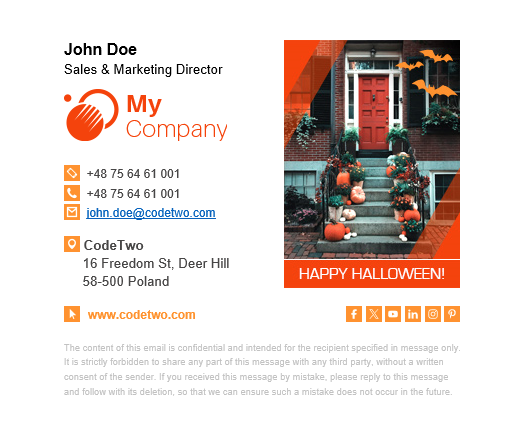 John Doe
Sales & Marketing Director
My
Company
+48 75 64 61 001
+48 75 64 61 001
john.doe@codetwo.com
CodeTwo
16 Freedom St, Deer Hill
58-500 Poland
www.codetwo.com
HAPPY HALLOWEEN!
The content of this email is confidential and intended for the recipient specified in message only.
It is strictly forbidden to share any part of this message with any third party, without a written
consent of the sender. If you received this message by mistake, please reply to this message
and follow with its deletion, so that we can ensure such a mistake does not occur in the future.